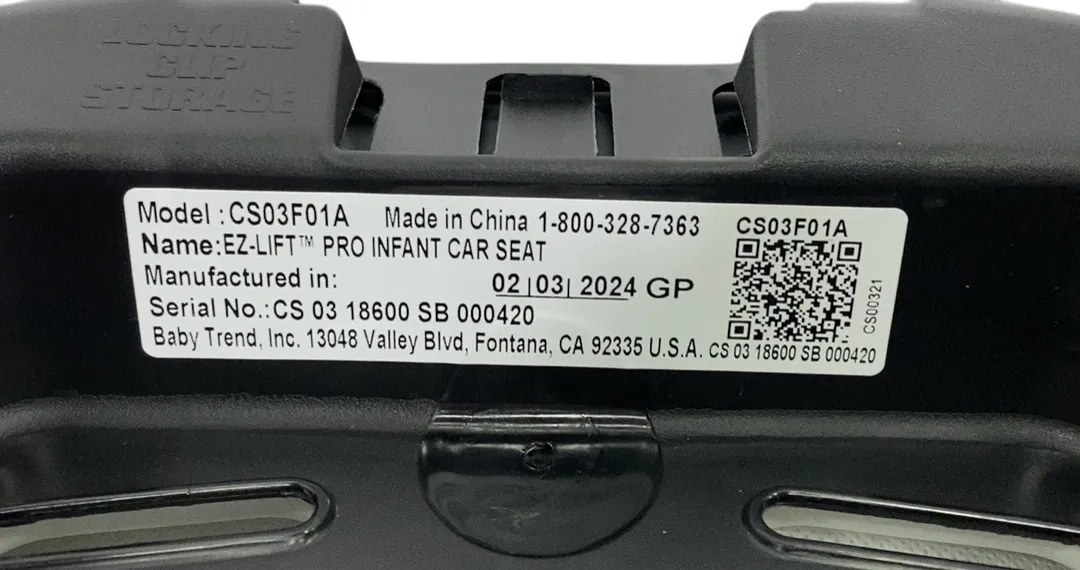 LOCKING
CLIP
STORAGE
Model :CS03F01A Made in China 1-800-328-7363 CS03F01A
Name:EZ-LIFT™ PRO INFANT CAR SEAT
Manufactured in: 02|03|2024 GP
Serial No.:CS 03 18600 SB 000420
CS00321
Baby Trend, Inc. 13048 Valley Blvd, Fontana, CA 92335 U.S.A. CS 03 18600 SB 000420